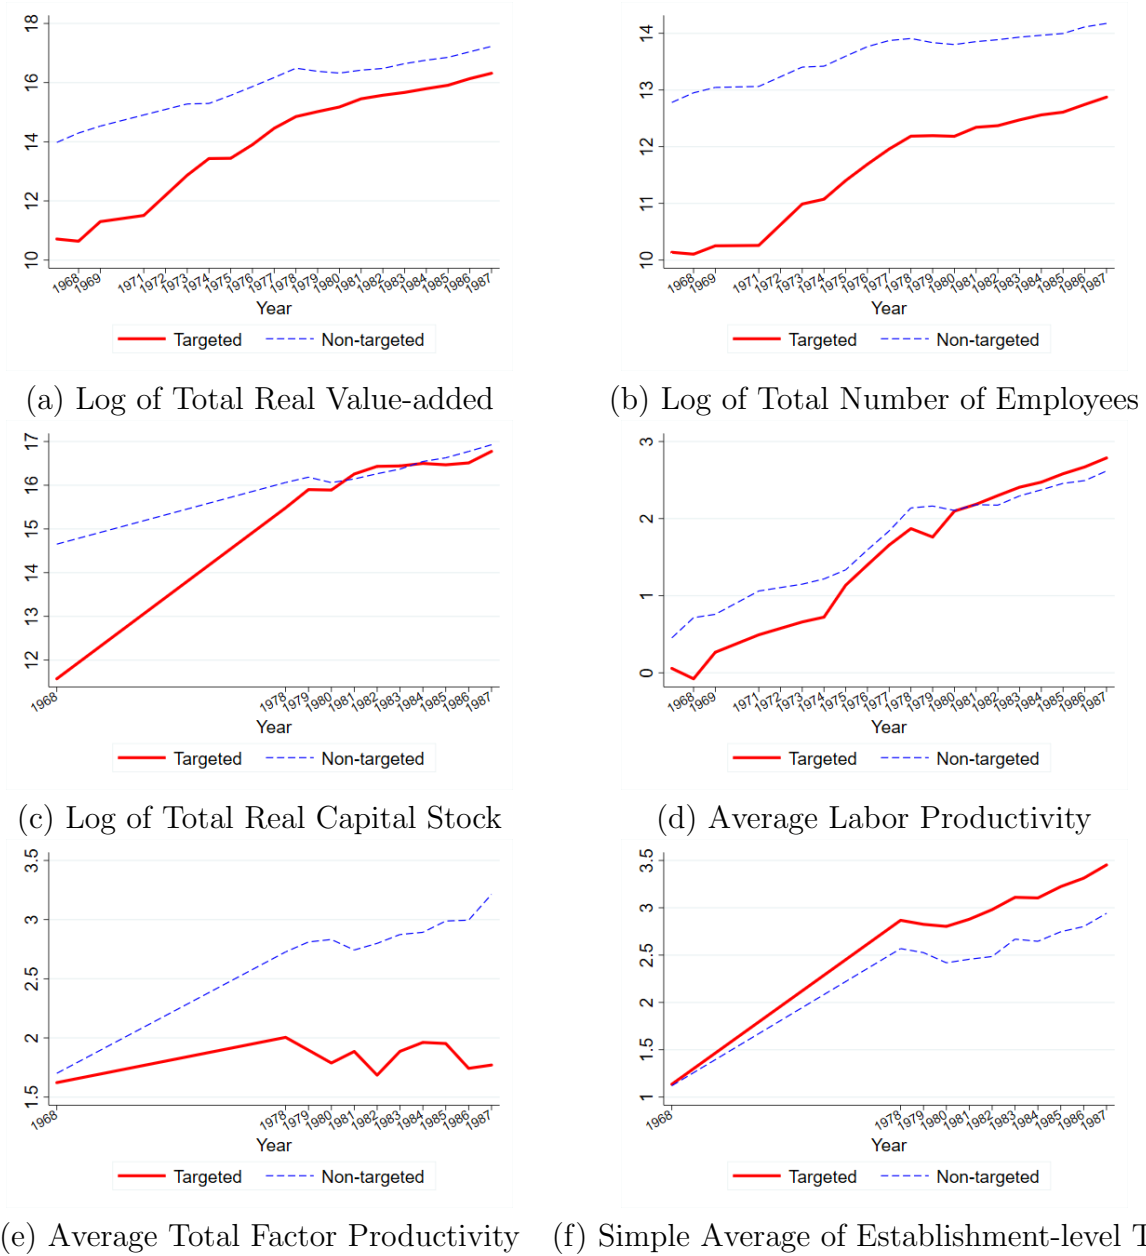 18
16
14
12
10
1968 1969 1971 1972 1973 1974 1975 1976 1977 1978 1979 1980 1981 1982 1983 1984 1985 1986 1987
Year
Targeted Non-targeted
(a) Log of Total Real Value-added
14
13
12
11
10
1968 1969 1971 1972 1973 1974 1975 1976 1977 1978 1979 1980 1981 1982 1983 1984 1985 1986 1987
Year
Targeted Non-targeted
(b) Log of Total Number of Employees
17
16
15
14
13
12
1968 1978 1979 1980 1981 1982 1983 1984 1985 1986 1987
Year
Targeted Non-targeted
(c) Log of Total Real Capital Stock
3
2
1
0
1968 1969 1971 1972 1973 1974 1975 1976 1977 1978 1979 1980 1981 1982 1983 1984 1985 1986 1987
Year
Targeted Non-targeted
(d) Average Labor Productivity
3.5
3
2.5
2
1.5
1968 1978 1979 1980 1981 1982 1983 1984 1985 1986 1987
Year
Targeted Non-targeted
(e) Average Total Factor Productivity
3.5
3
2.5
2
1.5
1
1968 1978 1979 1980 1981 1982 1983 1984 1985 1986 1987
Year
Targeted Non-targeted
(f) Simple Average of Establishment-level T